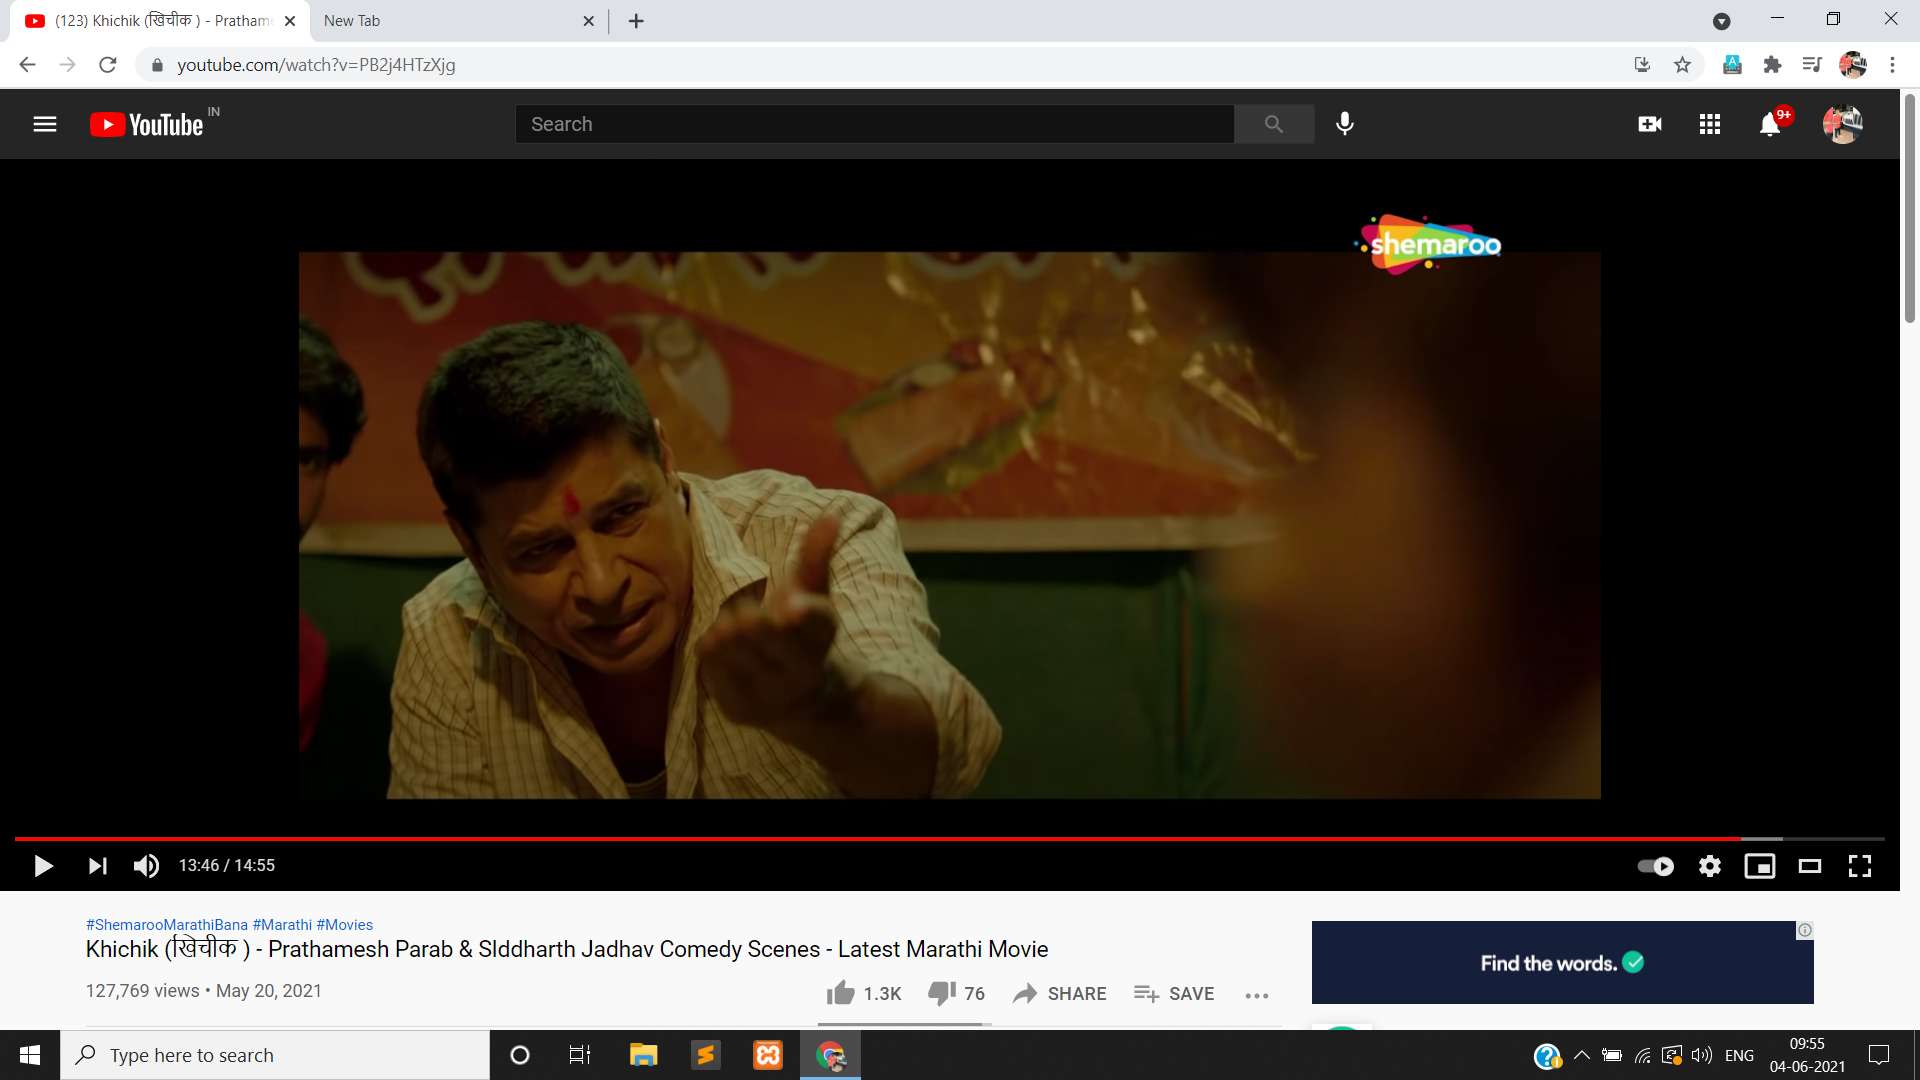 (123) Khichik (खिचीक ) - Pratham
New Tab
youtube.com/watch?v=PB2j4HTzXjg
YouTube IN
Search
9+
shemaroo
13:46 / 14:55
#ShemarooMarathiBana #Marathi #Movies
Khichik (खिचीक ) - Prathamesh Parab & SIddharth Jadhav Comedy Scenes - Latest Marathi Movie
127,769 views • May 20, 2021
1.3K
76
SHARE
SAVE
Find the words.
Type here to search
ENG
09:55
04-06-2021